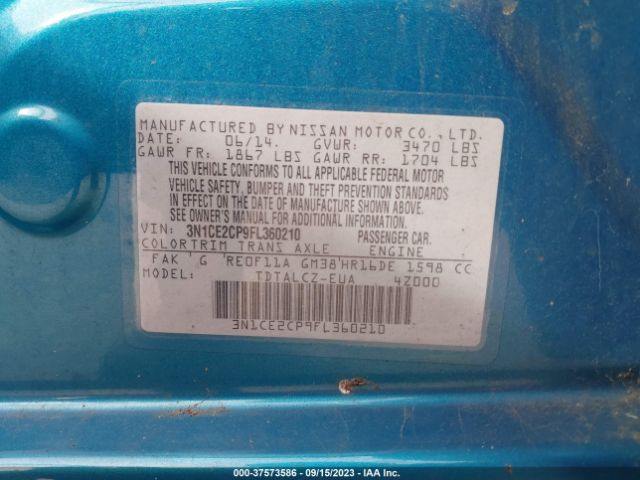 MANUFACTURED BY NISSAN MOTOR CO., LTD.
DATE: 06/14. GVWR: 3470 LBS
GAWR FR: 1867 LBS GAWR RR: 1704 LBS
THIS VEHICLE CONFORMS TO ALL APPLICABLE FEDERAL MOTOR
VEHICLE SAFETY, BUMPER AND THEFT PREVENTION STANDARDS
IN EFFECT ON THE DATE OF MANUFACTURE SHOWN ABOVE.
SEE OWNER'S MANUAL FOR ADDITIONAL INFORMATION.
VIN: 3N1CE2CP9FL360210 PASSENGER CAR.
COLOR TRIM TRANS AXLE ENGINE
FAK G RE0F11A GM38 HR16DE 1598 CC
MODEL: TDTALCZ-EUA 4Z000
3N1CE2CP9FL360210
000-37573586 - 09/15/2023 - IAA Inc.